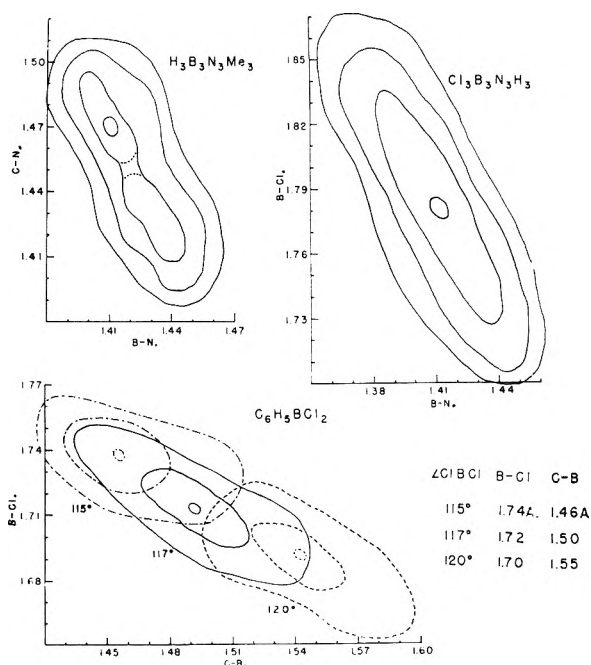 H₃B₃N₃Me₃
1.50
1.47
1.44
1.41
C–N.
1.41 1.44 1.47
B–N.
Cl₃B₃N₃H₃
1.85
1.82
1.79
1.76
1.73
B–Cl.
1.38 1.41 1.44
B–N.
C₆H₅BCl₂
1.77
1.74
1.71
1.68
B–Cl.
115°
117°
120°
1.45 1.48 1.51 1.54 1.57 1.60
C–B.
∠ClBCl B–Cl C–B
115° 1.74A. 1.46A
117° 1.72 1.50
120° 1.70 1.55